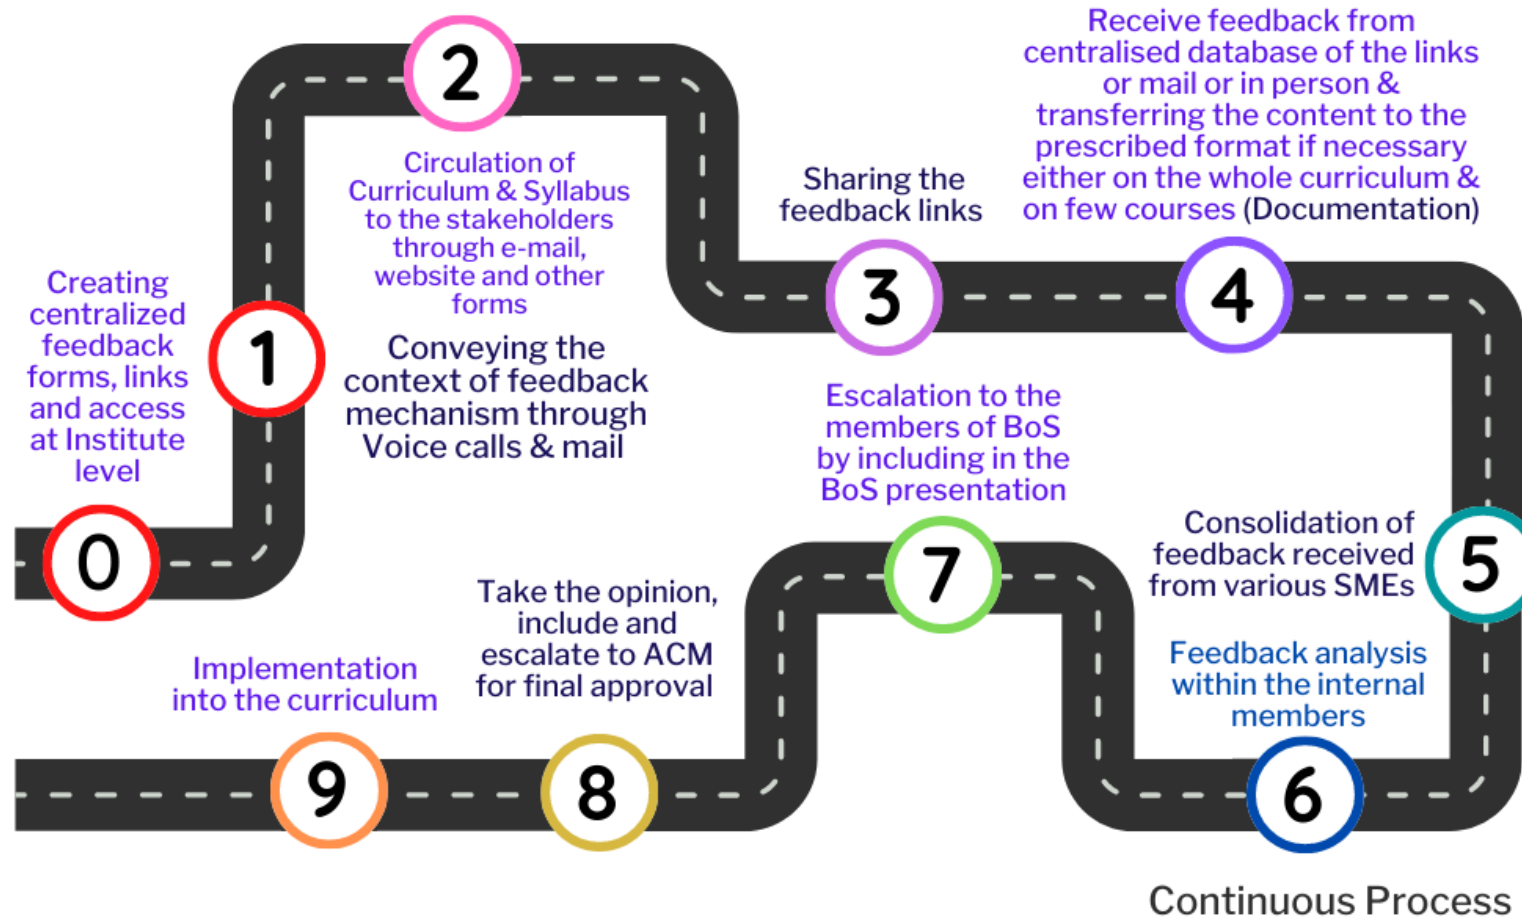 Creating
centralized
feedback
forms, links
and access
at Institute
level
0
1
Conveying the
context of feedback
mechanism through
Voice calls & mail
2
Circulation of
Curriculum & Syllabus
to the stakeholders
through e-mail,
website and other
forms
Sharing the
feedback links
3
Receive feedback from
centralised database of the links
or mail or in person &
transferring the content to the
prescribed format if necessary
either on the whole curriculum &
on few courses (Documentation)
4
Consolidation of
feedback received
from various SMEs
5
Feedback analysis
within the internal
members
6
Escalation to the
members of BoS
by including in the
BoS presentation
7
Take the opinion,
include and
escalate to ACM
for final approval
8
Implementation
into the curriculum
9
Continuous Process